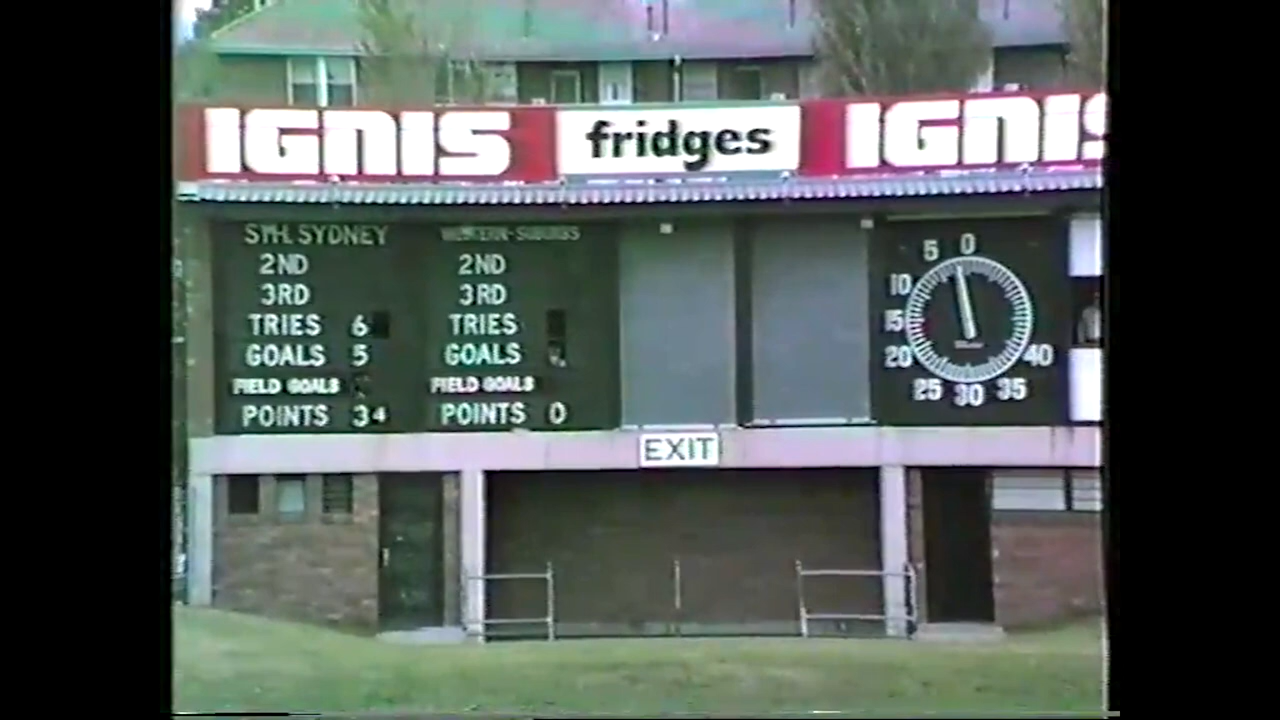 IGNIS fridges IGNIS
STH. SYDNEY
2ND
3RD
TRIES 6
GOALS 5
FIELD GOALS
POINTS 34
WESTERN-SUBURBS
2ND
3RD
TRIES
GOALS
FIELD GOALS
POINTS 0
5 0
10
15
20 40
25 30 35
EXIT